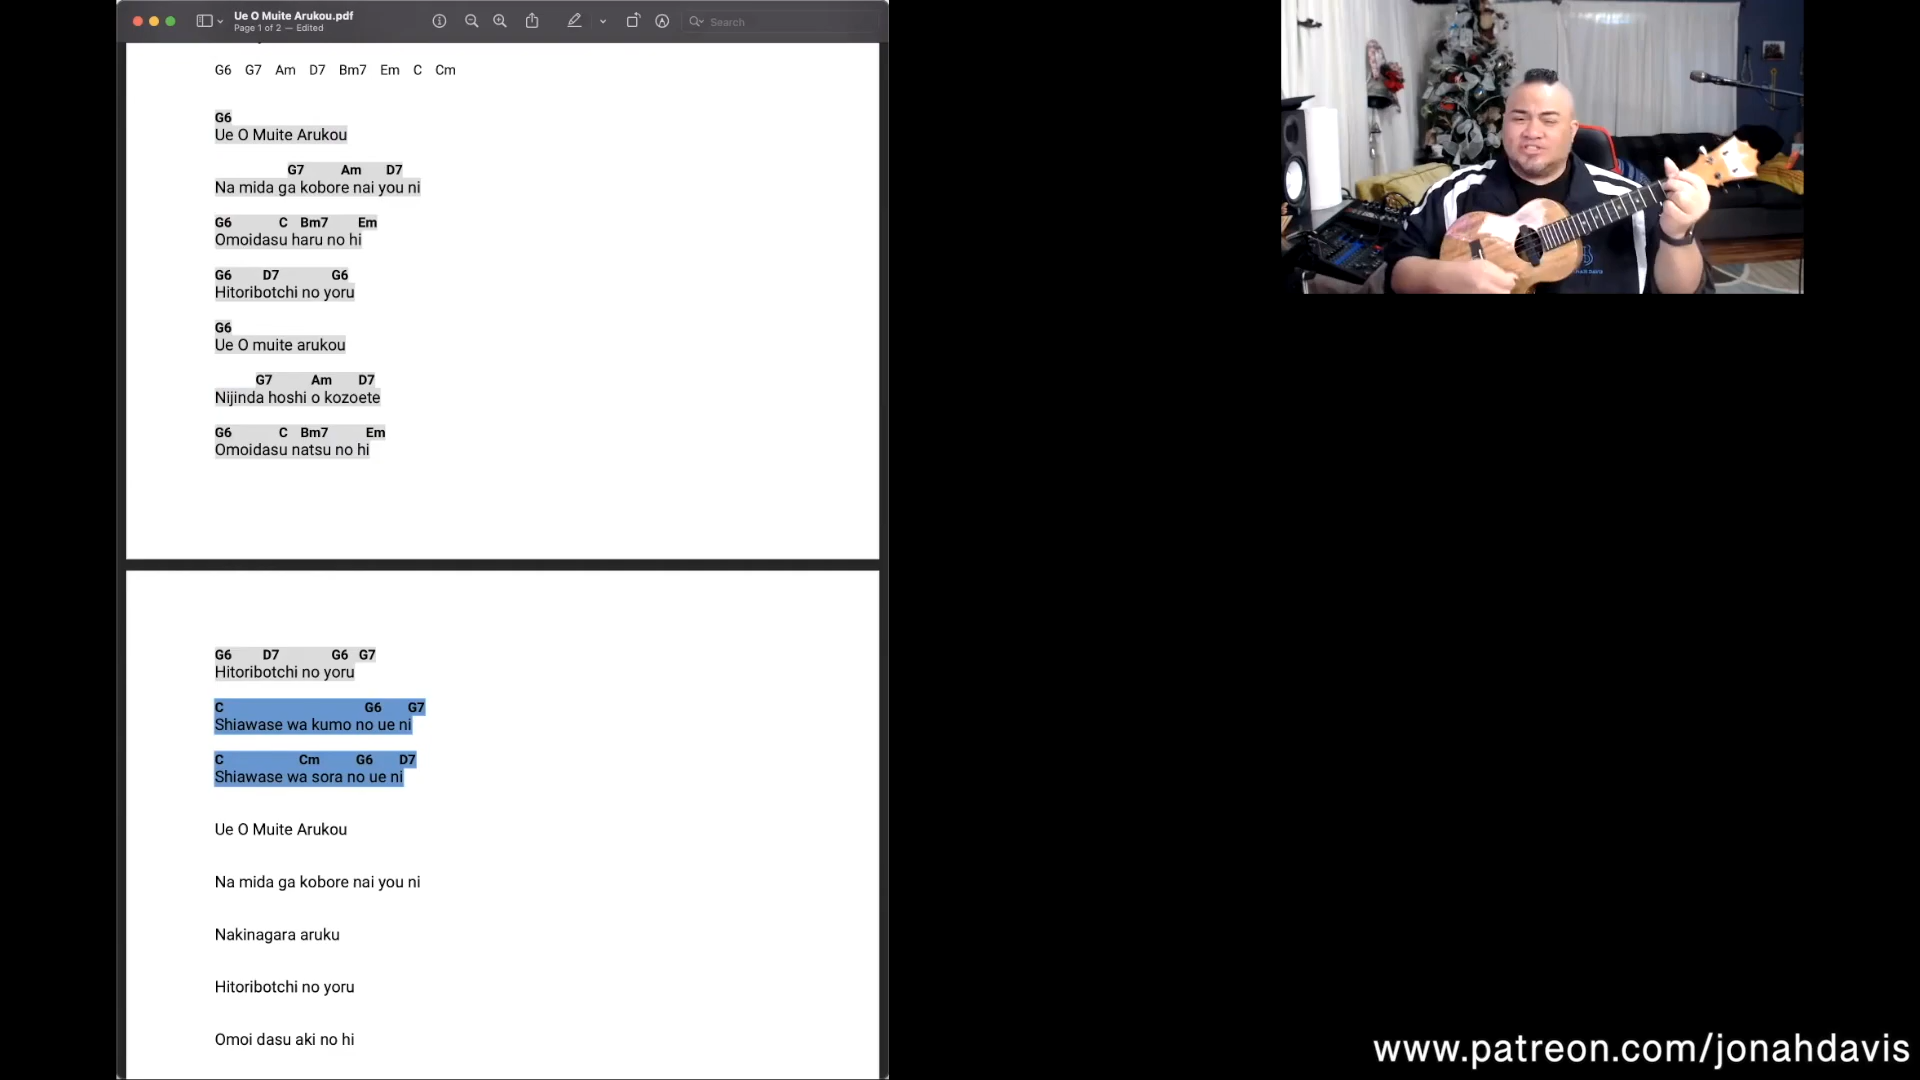 Ue O Muite Arukou.pdf
Page 1 of 2 — Edited
Search
G6 G7 Am D7 Bm7 Em C Cm
G6
Ue O Muite Arukou
G7 Am D7
Na mida ga kobore nai you ni
G6 C Bm7 Em
Omoidasu haru no hi
G6 D7 G6
Hitoribotchi no yoru
G6
Ue O muite arukou
G7 Am D7
Nijinda hoshi o kozoete
G6 C Bm7 Em
Omoidasu natsu no hi
G6 D7 G6 G7
Hitoribotchi no yoru
C G6 G7
Shiawase wa kumo no ue ni
C Cm G6 D7
Shiawase wa sora no ue ni
Ue O Muite Arukou
Na mida ga kobore nai you ni
Nakinagara aruku
Hitoribotchi no yoru
Omoi dasu aki no hi
www.patreon.com/jonahdavis